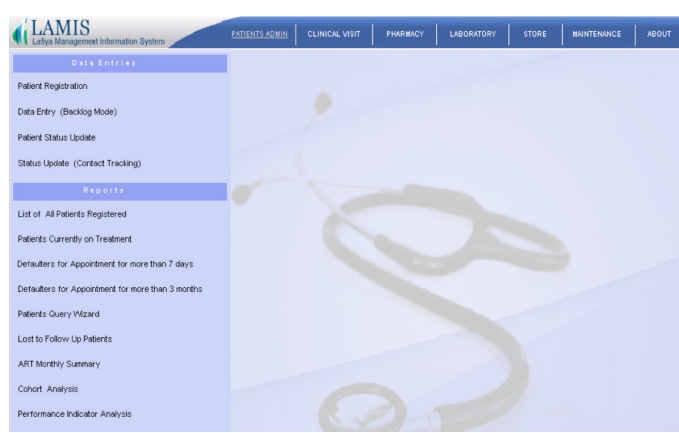 LAMIS
Lafiya Management Information System
PATIENTS ADMIN
CLINICAL VISIT
PHARMACY
LABORATORY
STORE
MAINTENANCE
ABOUT
Data Entries
Patient Registration
Data Entry (Backlog Mode)
Patient Status Update
Status Update (Contact Tracking)
Reports
List of All Patients Registered
Patients Currently on Treatment
Defaulters for Appointment for more than 7 days
Defaulters for Appointment for more than 3 months
Patients Query Wizard
Lost to Follow Up Patients
ART Monthly Summary
Cohort Analysis
Performance Indicator Analysis